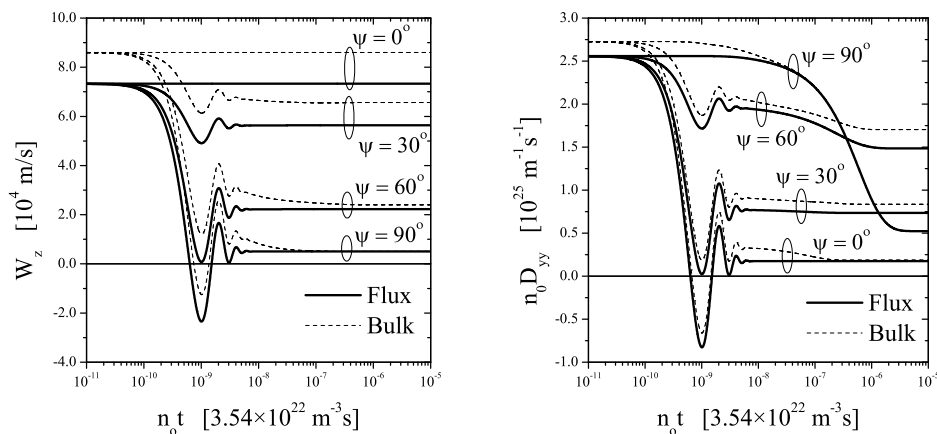 10.0
8.0
6.0
4.0
2.0
0.0
-2.0
-4.0
W_z [10^4 m/s]
ψ = 0°
ψ = 30°
ψ = 60°
ψ = 90°
Flux
Bulk
10^-11 10^-10 10^-9 10^-8 10^-7 10^-6 10^-5
n_o t [3.54×10^22 m^-3 s]
3.0
2.5
2.0
1.5
1.0
0.5
0.0
-0.5
-1.0
n_0 D_yy [10^25 m^-1 s^-1]
ψ = 90°
ψ = 60°
ψ = 30°
ψ = 0°
Flux
Bulk
10^-11 10^-10 10^-9 10^-8 10^-7 10^-6 10^-5
n_o t [3.54×10^22 m^-3 s]